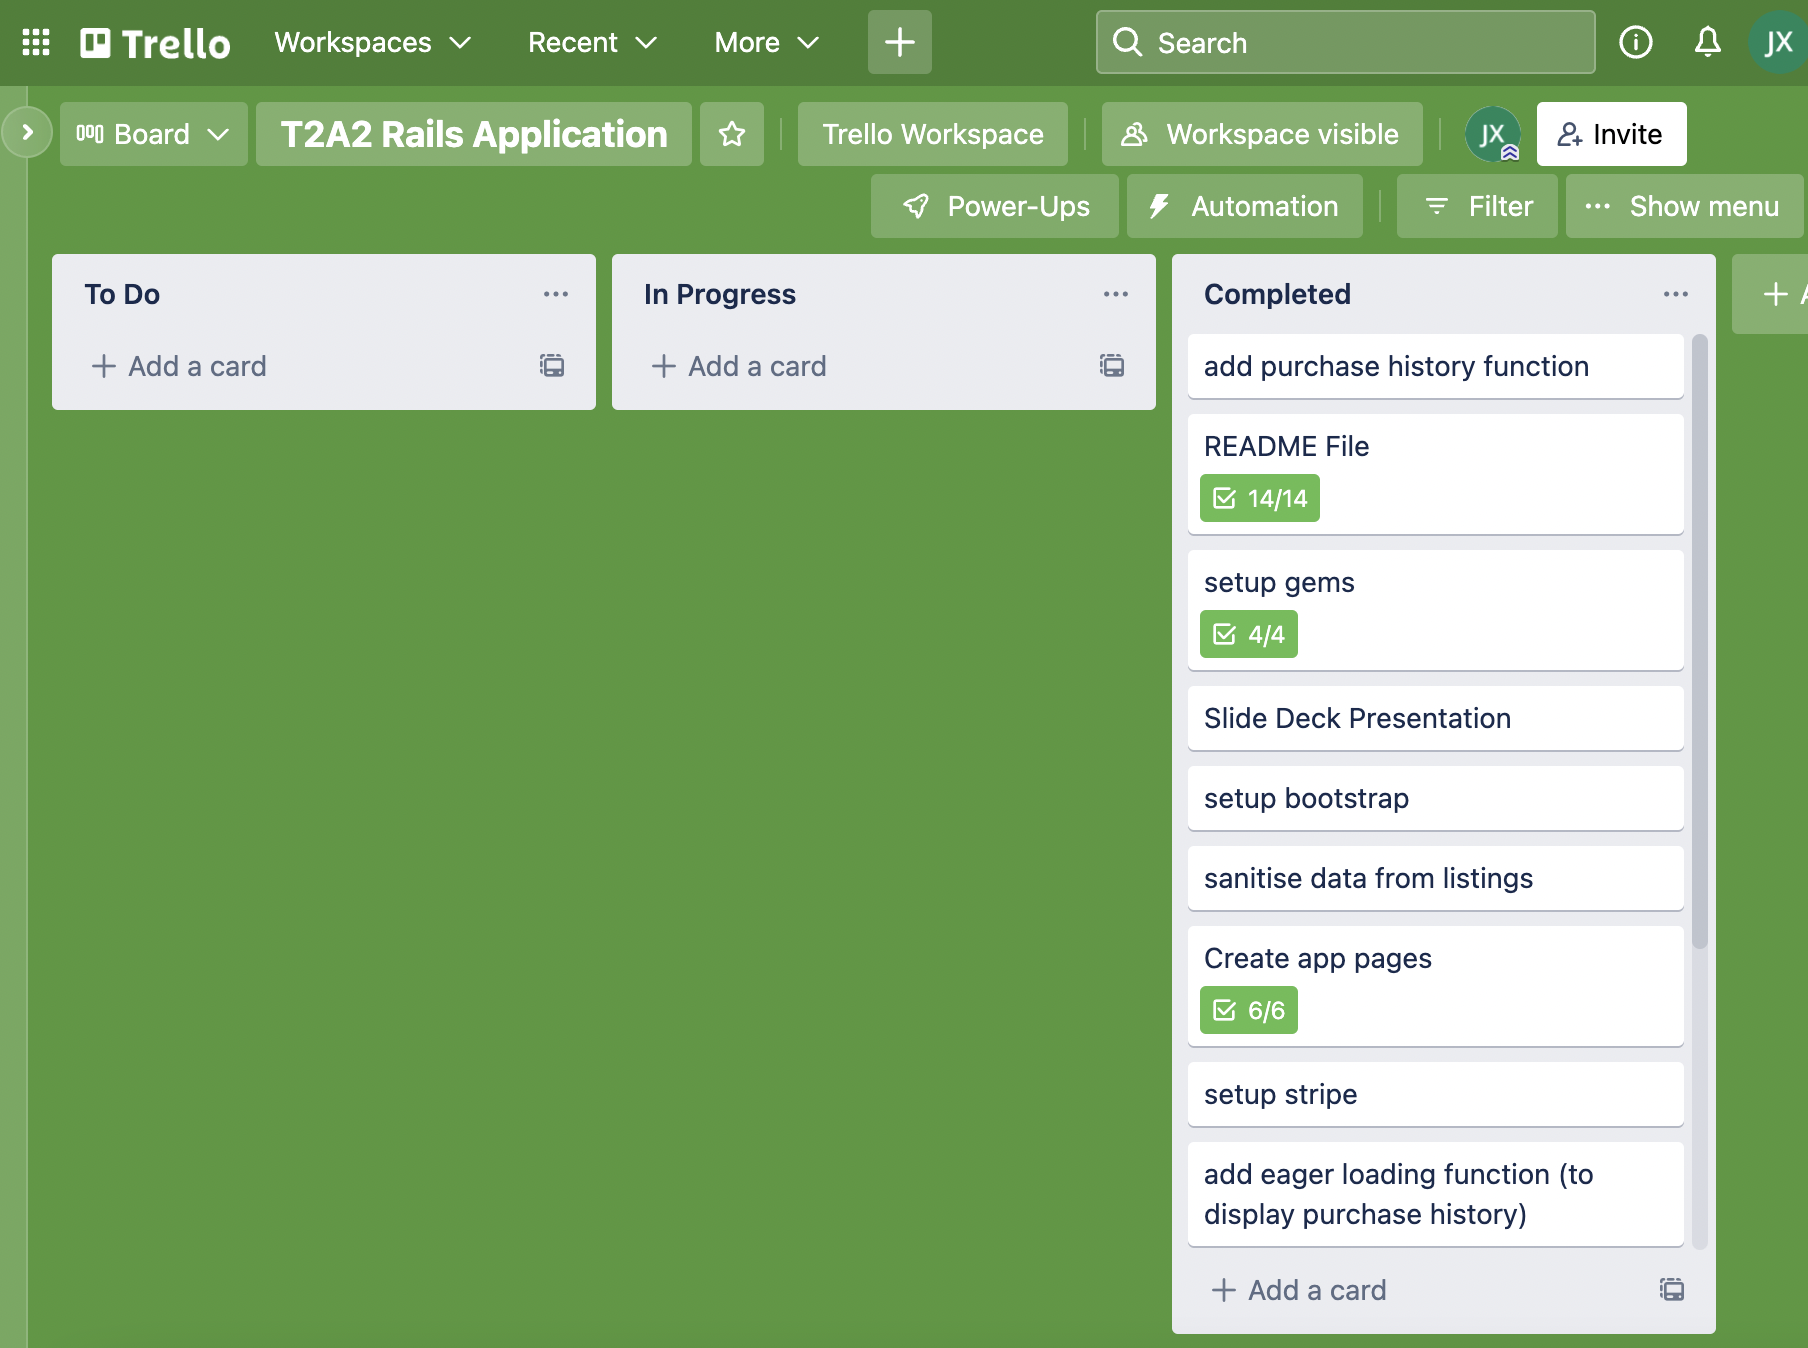 Trello
Workspaces
Recent
More
Search
JX
Board
T2A2 Rails Application
Trello Workspace
Workspace visible
JX
Invite
Power-Ups
Automation
Filter
Show menu
To Do
Add a card
In Progress
Add a card
Completed
add purchase history function
README File
14/14
setup gems
4/4
Slide Deck Presentation
setup bootstrap
sanitise data from listings
Create app pages
6/6
setup stripe
add eager loading function (to
display purchase history)
Add a card